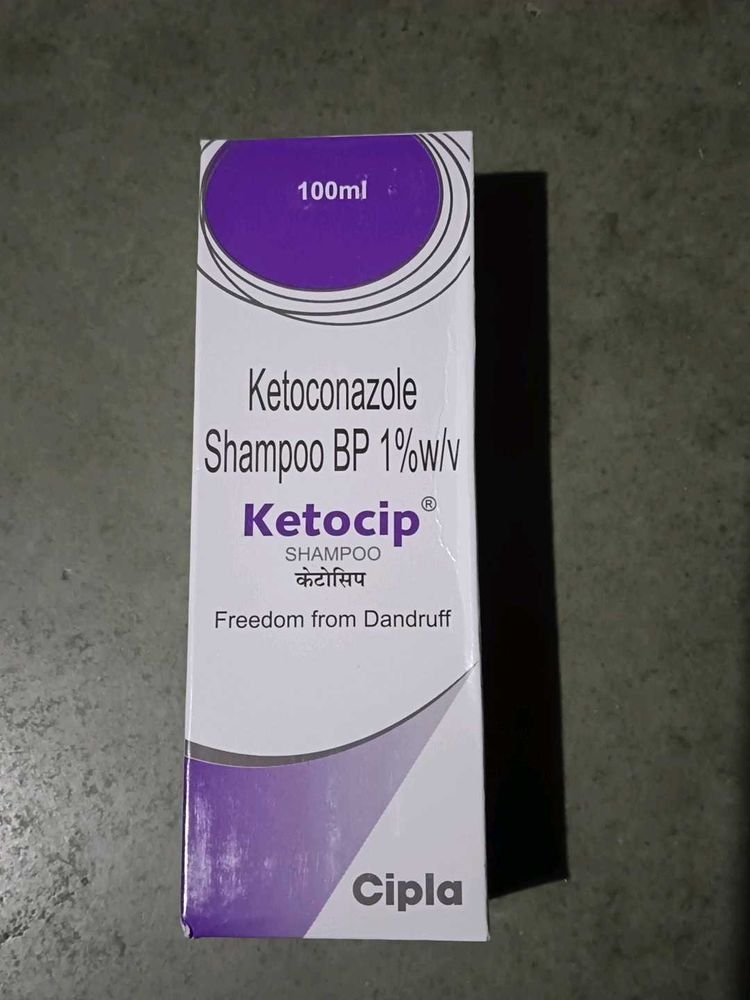 100ml
Ketoconazole
Shampoo BP 1%w/v
Ketocip®
SHAMPOO
केटोसिप
Freedom from Dandruff
Cipla